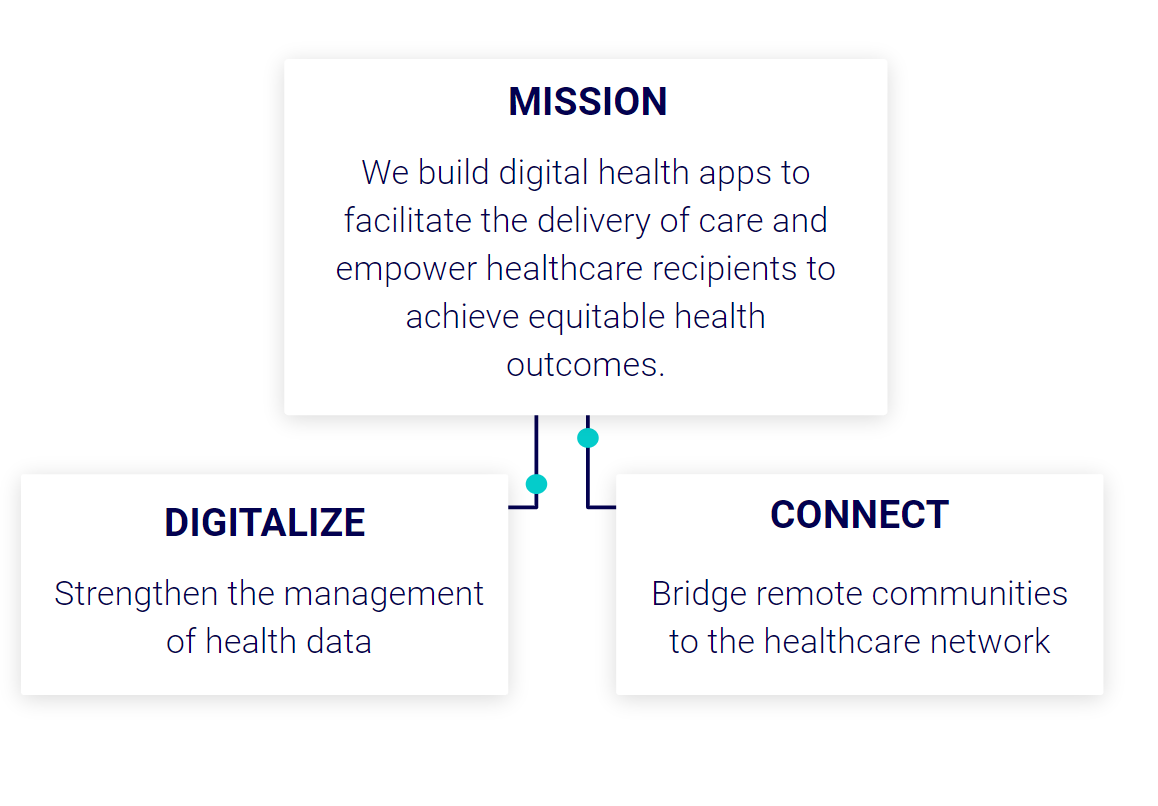 MISSION
We build digital health apps to
facilitate the delivery of care and
empower healthcare recipients to
achieve equitable health
outcomes.
DIGITALIZE
Strengthen the management
of health data
CONNECT
Bridge remote communities
to the healthcare network